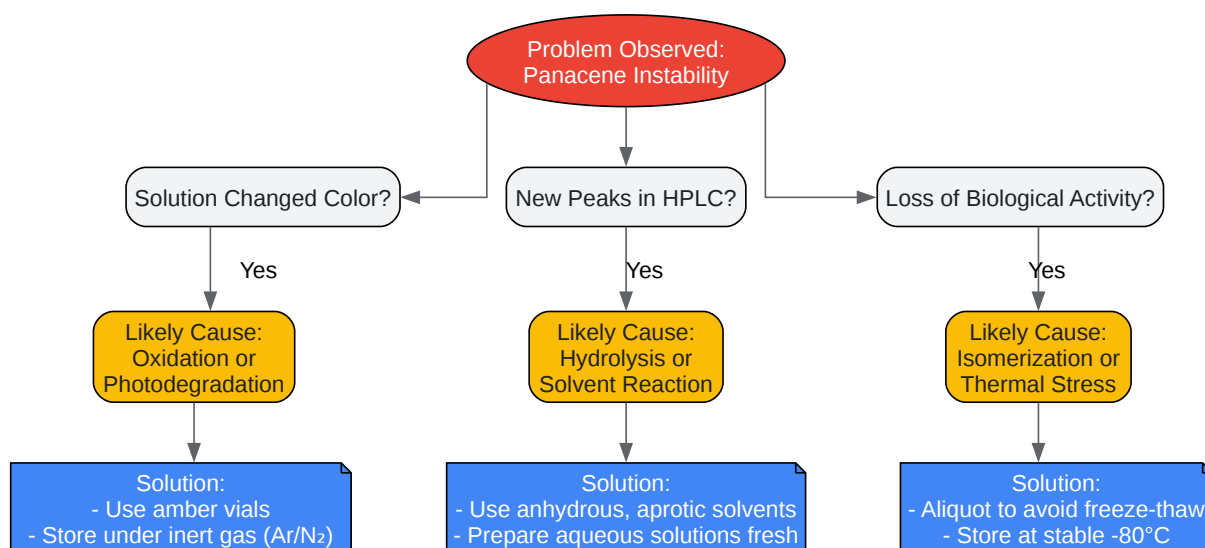 Problem Observed:
Panacene Instability
Solution Changed Color?
New Peaks in HPLC?
Loss of Biological Activity?
Yes
Yes
Yes
Likely Cause:
Oxidation or
Photodegradation
Likely Cause:
Hydrolysis or
Solvent Reaction
Likely Cause:
Isomerization or
Thermal Stress
Solution:
- Use amber vials
- Store under inert gas (Ar/N₂)
Solution:
- Use anhydrous, aprotic solvents
- Prepare aqueous solutions fresh
Solution:
- Aliquot to avoid freeze-thaw
- Store at stable -80°C